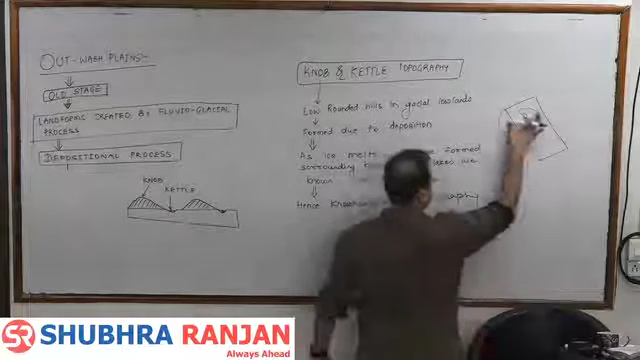 OUT-WASH PLAINS-
OLD STAGE
LANDFORMS CREATED BY FLUVIO-GLACIAL
PROCESS
DEPOSITIONAL PROCESS
KNOB
KETTLE
KNOB & KETTLE TOPOGRAPHY
Low Rounded hills in glacial lowlands
Formed due to deposition
As ice melts formed
surrounding lakes are
known
Hence Known
SR SHUBHRA RANJAN
Always Ahead